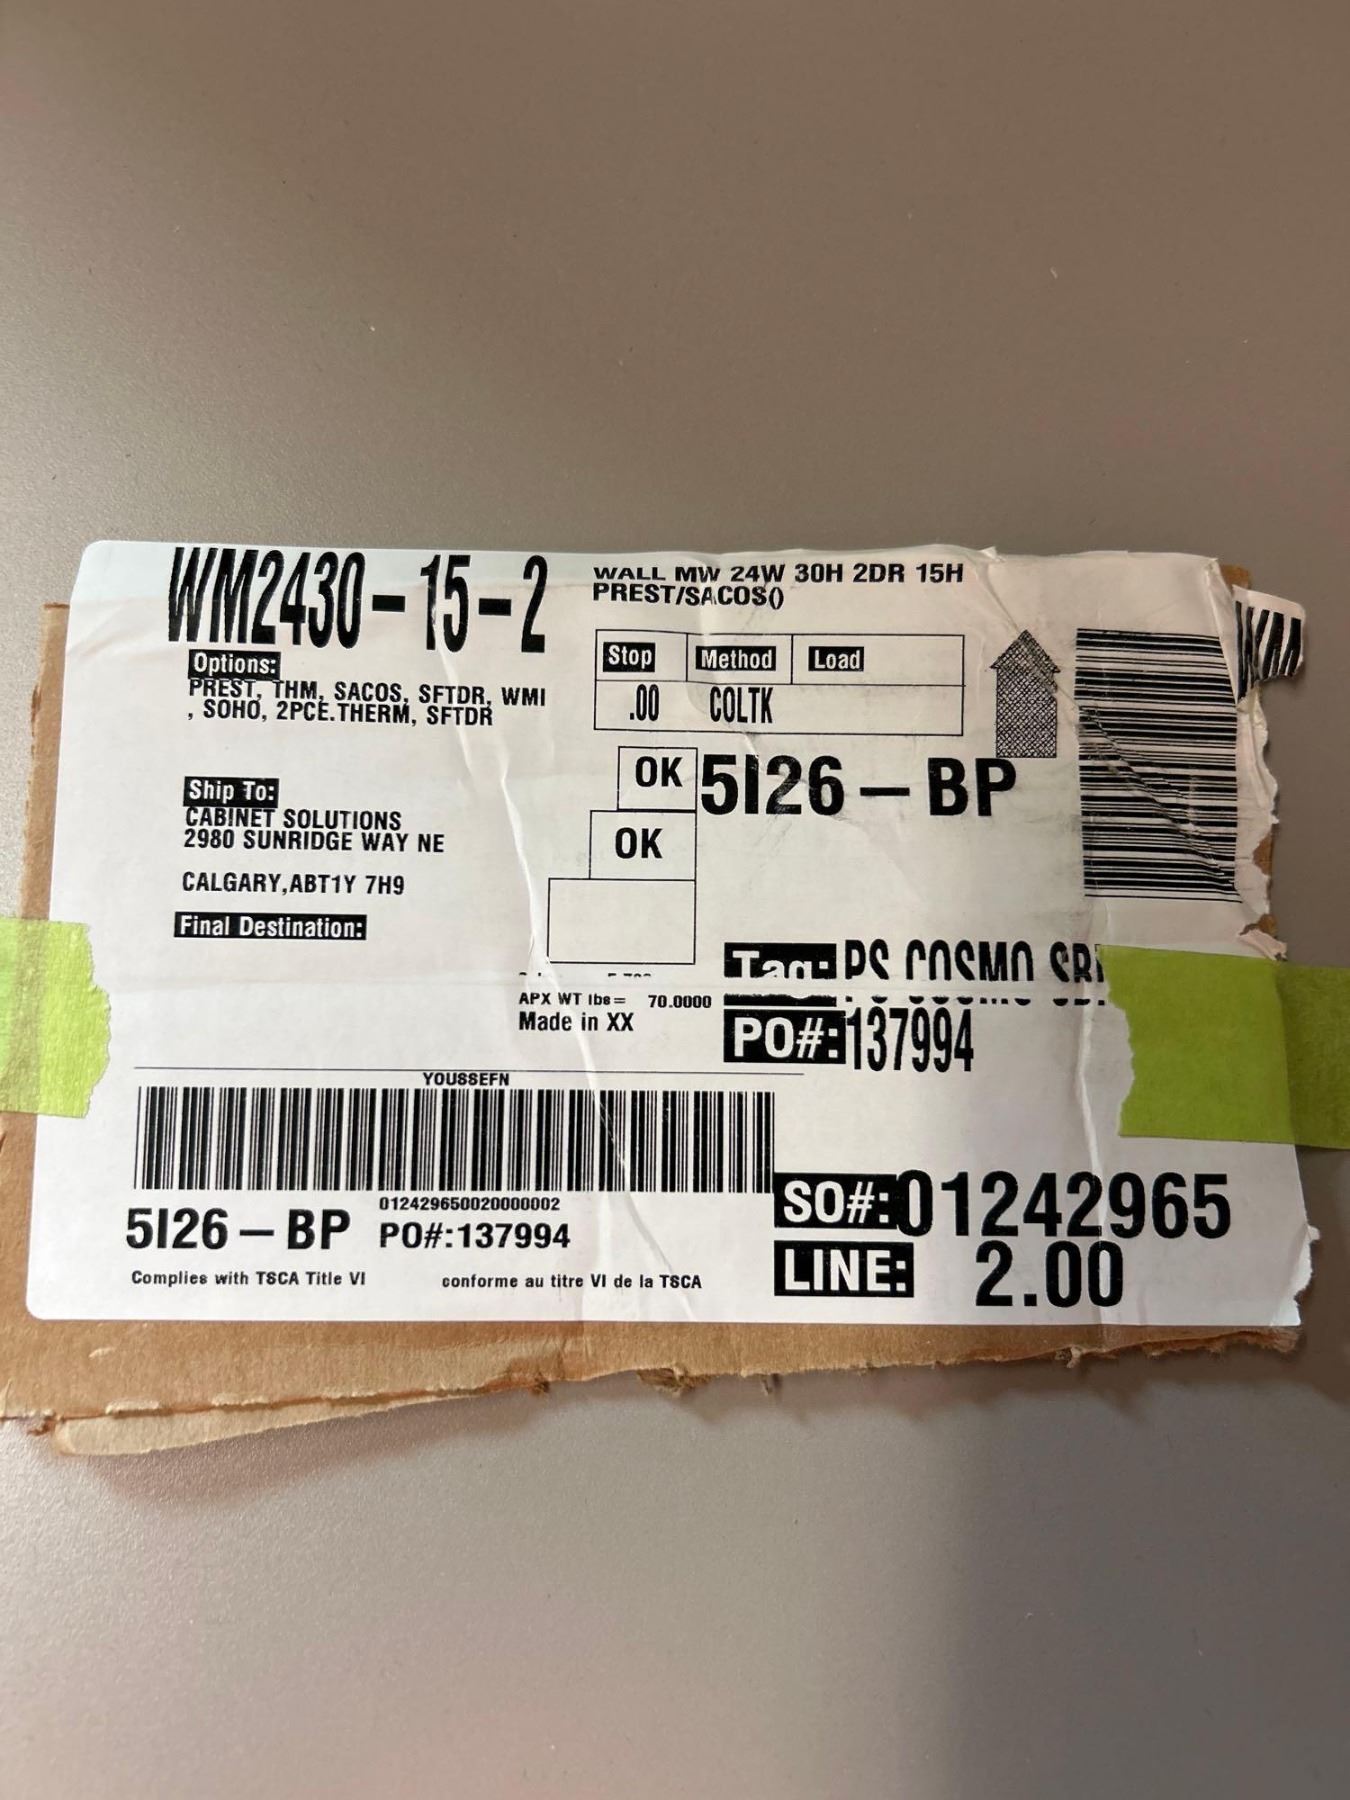 WM2430-15-2
WALL MW 24W 30H 2DR 15H
PREST/SACOS()
Options:
PREST, THM, SACOS, SFTDR, WMI
, SOHO, 2PCE.THERM, SFTDR
Stop Method Load
.00 COLTK
OK
5I26-BP
OK
Ship To:
CABINET SOLUTIONS
2980 SUNRIDGE WAY NE
CALGARY,ABT1Y 7H9
Final Destination:
Tag: PS COSMO
APX WT lbs= 70.0000
Made in XX
PO#:137994
YOUSSEFN
012429650020000002
5I26-BP PO#:137994
SO#:01242965
LINE: 2.00
Complies with TSCA Title VI conforme au titre VI de la TSCA